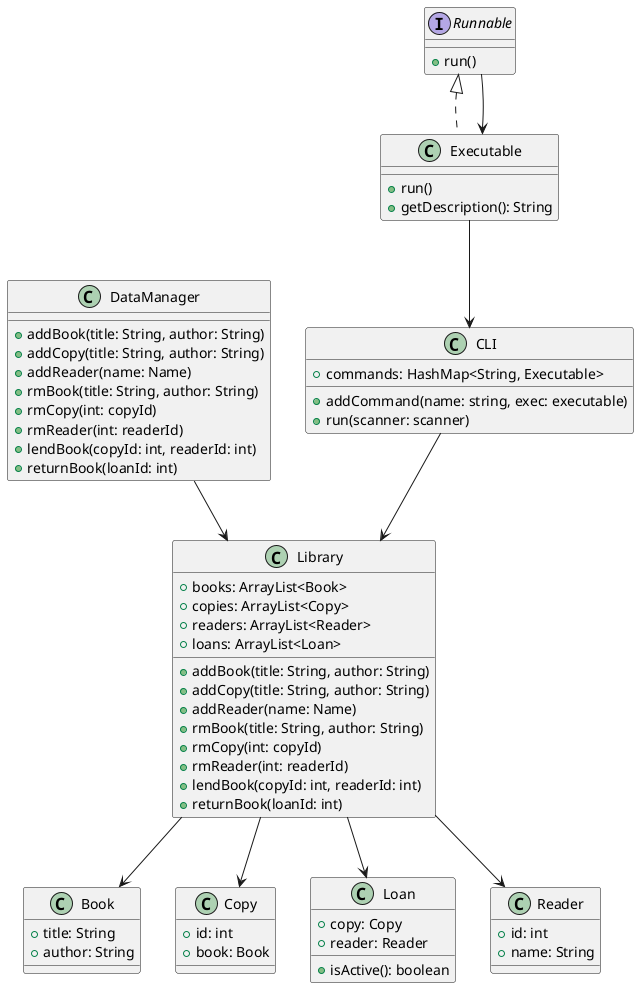 I Runnable
run()
C Executable
run()
getDescription(): String
C DataManager
addBook(title: String, author: String)
addCopy(title: String, author: String)
addReader(name: Name)
rmBook(title: String, author: String)
rmCopy(int: copyId)
rmReader(int: readerId)
lendBook(copyId: int, readerId: int)
returnBook(loanId: int)
C CLI
commands: HashMap<String, Executable>
addCommand(name: string, exec: executable)
run(scanner: scanner)
C Library
books: ArrayList<Book>
copies: ArrayList<Copy>
readers: ArrayList<Reader>
loans: ArrayList<Loan>
addBook(title: String, author: String)
addCopy(title: String, author: String)
addReader(name: Name)
rmBook(title: String, author: String)
rmCopy(int: copyId)
rmReader(int: readerId)
lendBook(copyId: int, readerId: int)
returnBook(loanId: int)
C Book
title: String
author: String
C Copy
id: int
book: Book
C Loan
copy: Copy
reader: Reader
isActive(): boolean
C Reader
id: int
name: String